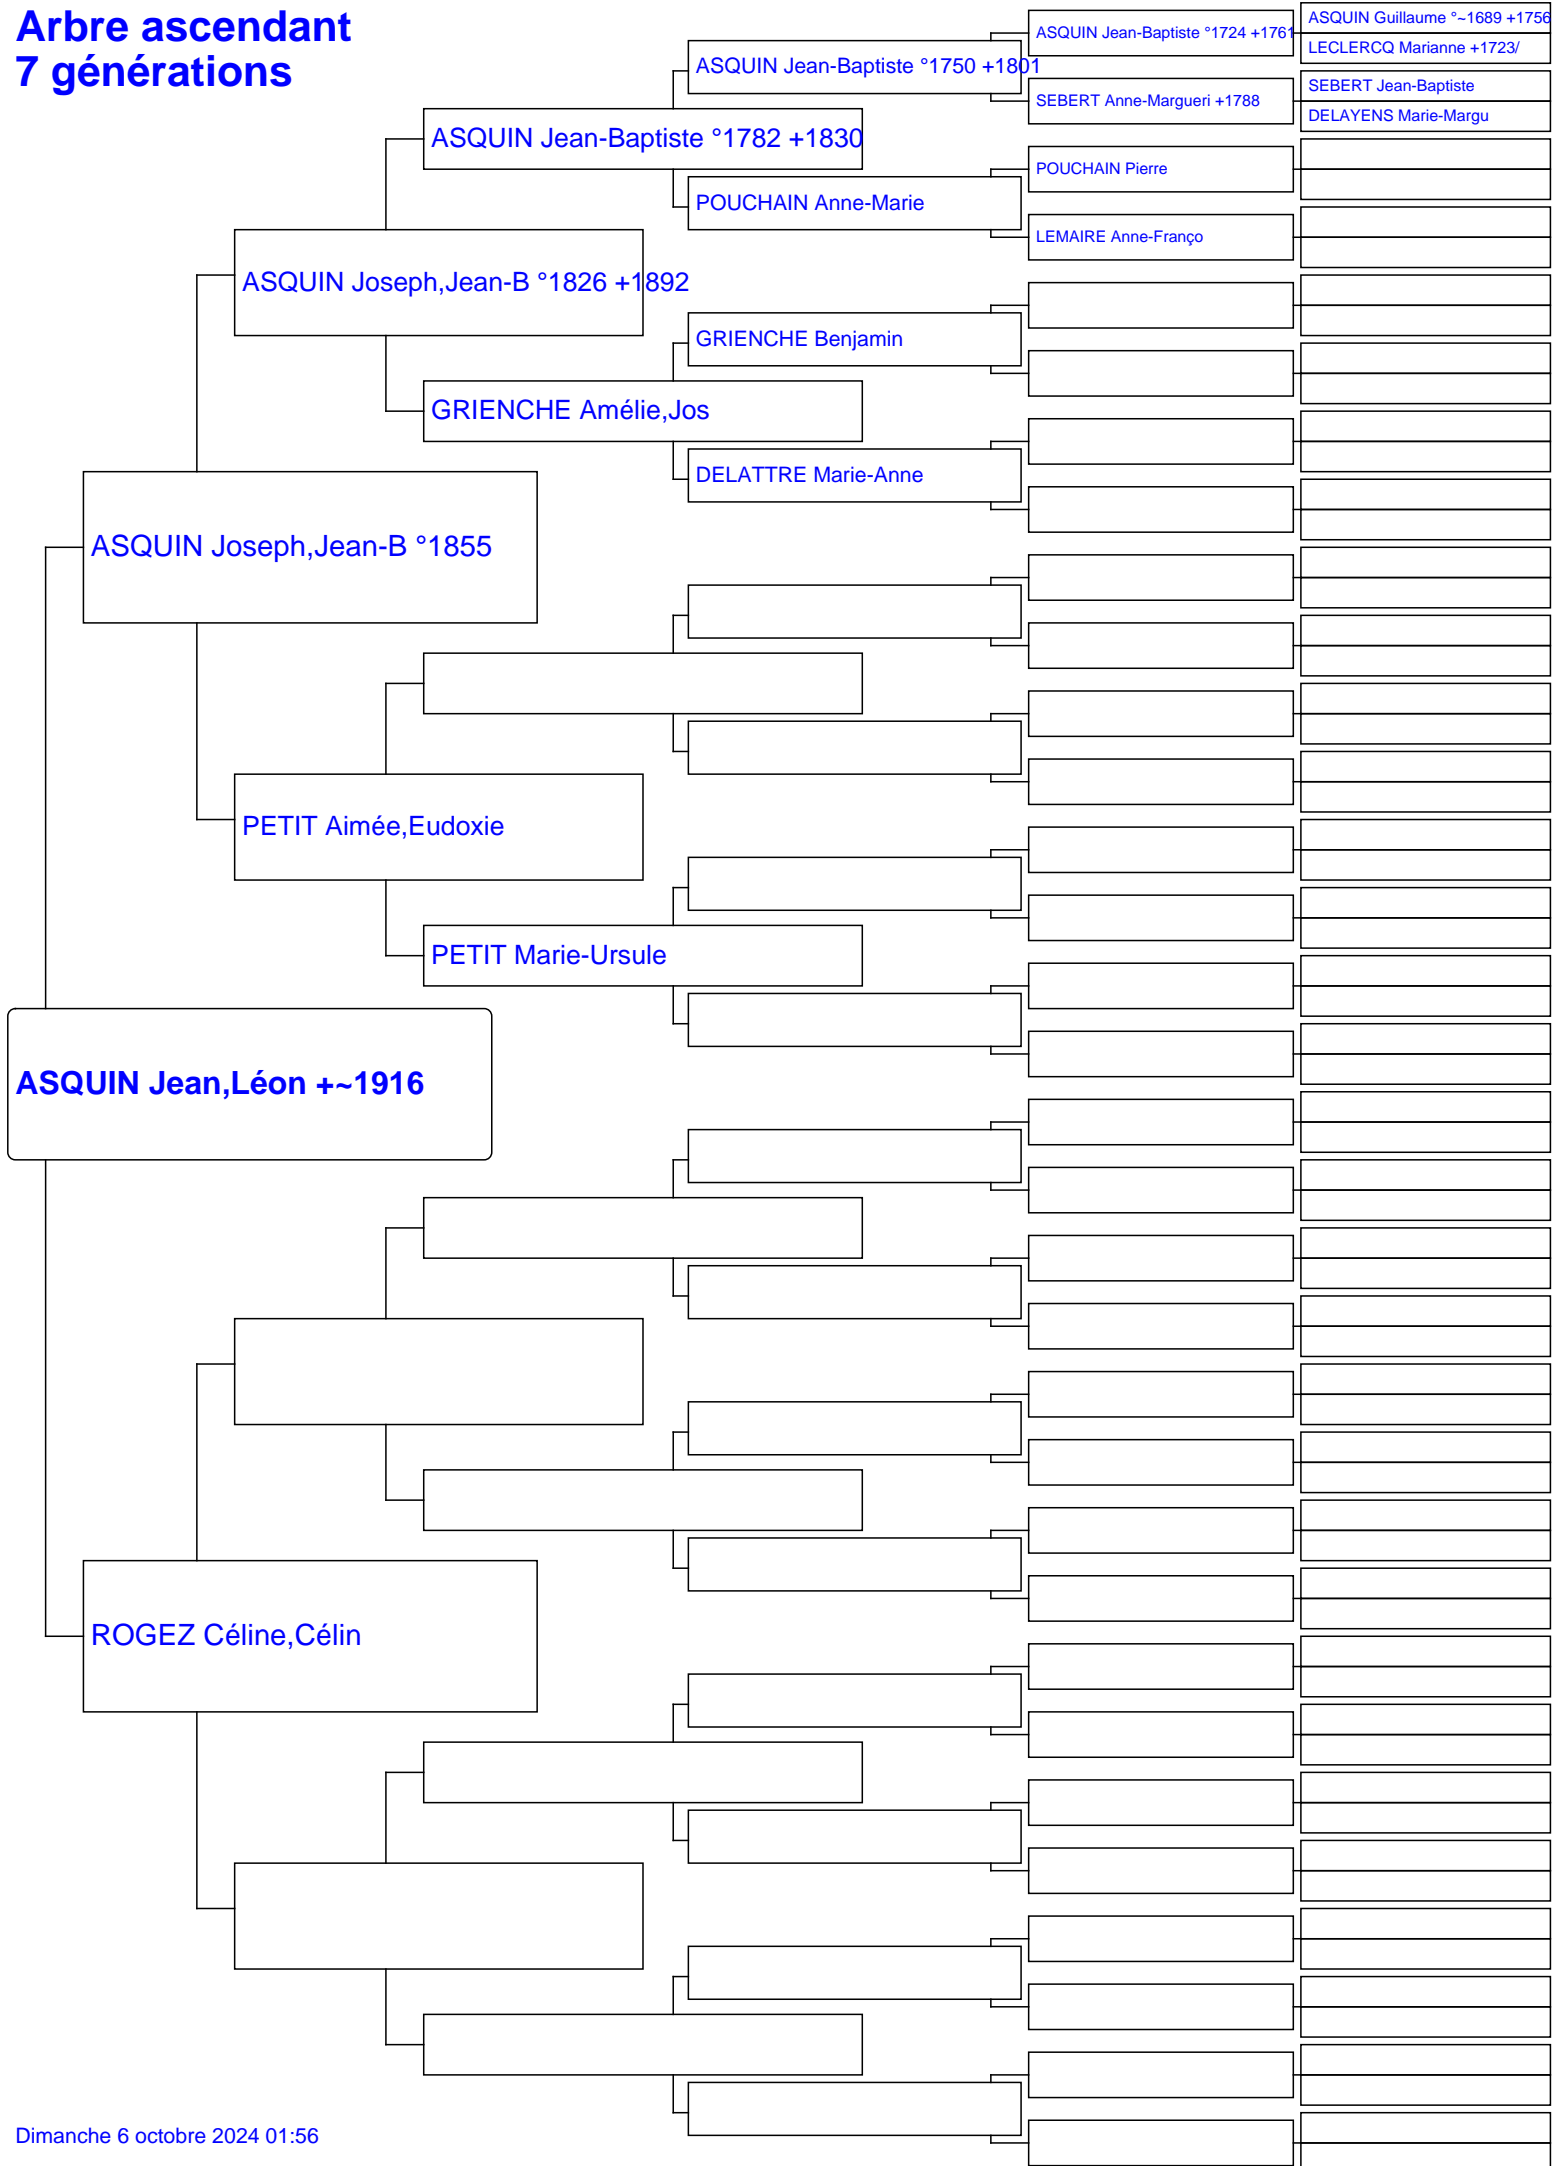 Arbre ascendant
7 générations
ASQUIN Jean,Léon +~1916
ASQUIN Joseph,Jean-B °1855
ROGEZ Céline,Célin
ASQUIN Joseph,Jean-B °1826 +1892
PETIT Aimée,Eudoxie
ASQUIN Jean-Baptiste °1782 +1830
GRIENCHE Amélie,Jos
PETIT Marie-Ursule
ASQUIN Jean-Baptiste °1750 +1801
POUCHAIN Anne-Marie
GRIENCHE Benjamin
DELATTRE Marie-Anne
ASQUIN Jean-Baptiste °1724 +1761
SEBERT Anne-Margueri +1788
POUCHAIN Pierre
LEMAIRE Anne-Franço
ASQUIN Guillaume °~1689 +1756
LECLERCQ Marianne +1723/
SEBERT Jean-Baptiste
DELAYENS Marie-Margu
Dimanche 6 octobre 2024 01:56